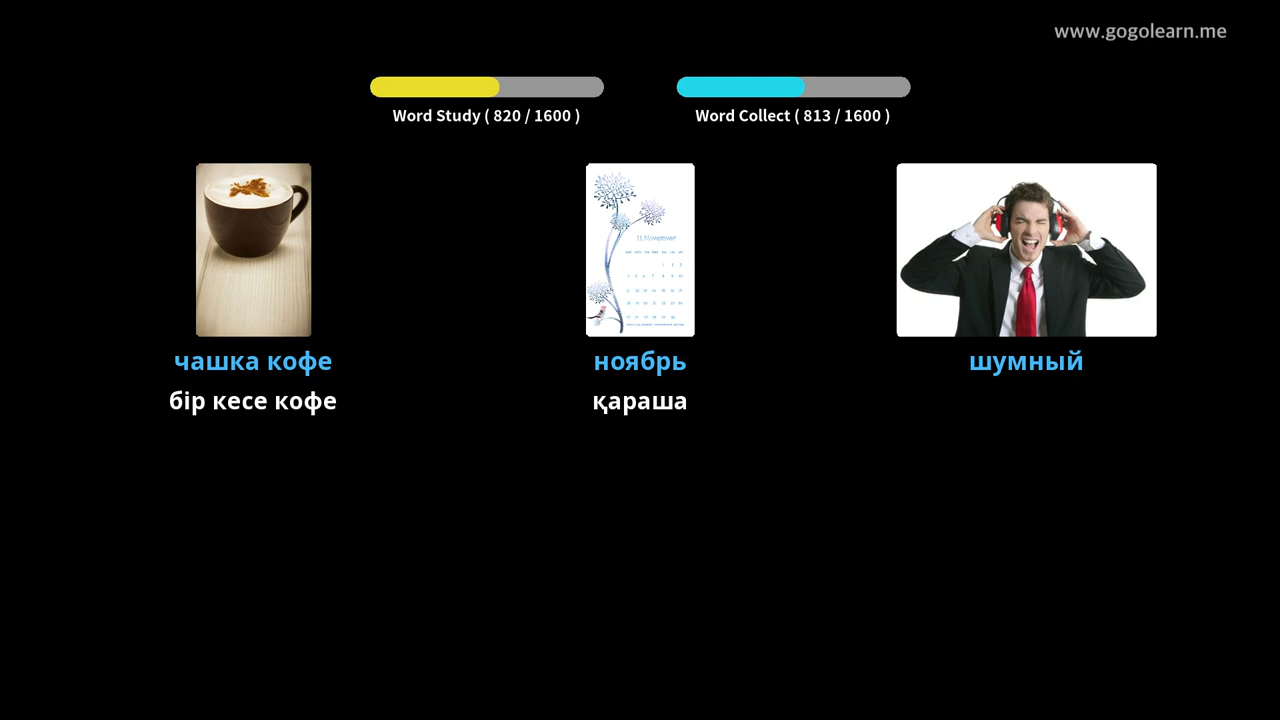 www.gogolearn.me
Word Study ( 820 / 1600 )
Word Collect ( 813 / 1600 )
чашка кофе
бір кесе кофе
ноябрь
қараша
шумный